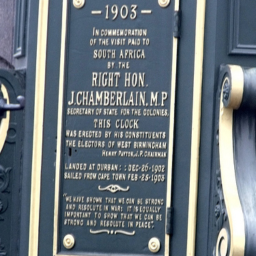 - 1903 -
IN COMMEMORATION
OF THE VISIT PAID TO
SOUTH AFRICA
BY THE
RIGHT HON.
J. CHAMBERLAIN, M.P.
SECRETARY OF STATE FOR THE COLONIES.
THIS CLOCK
WAS ERECTED BY HIS CONSTITUENTS
THE ELECTORS OF WEST BIRMINGHAM
HENRY PAYTON, J.P. CHAIRMAN
LANDED AT DURBAN: DEC-26-1902
SAILED FROM CAPE TOWN FEB-25-1903
"WE HAVE SHOWN THAT WE CAN BE STRONG
AND RESOLUTE IN WAR: IT IS EQUALLY
IMPORTANT TO SHOW THAT WE CAN BE
STRONG AND RESOLUTE IN PEACE".